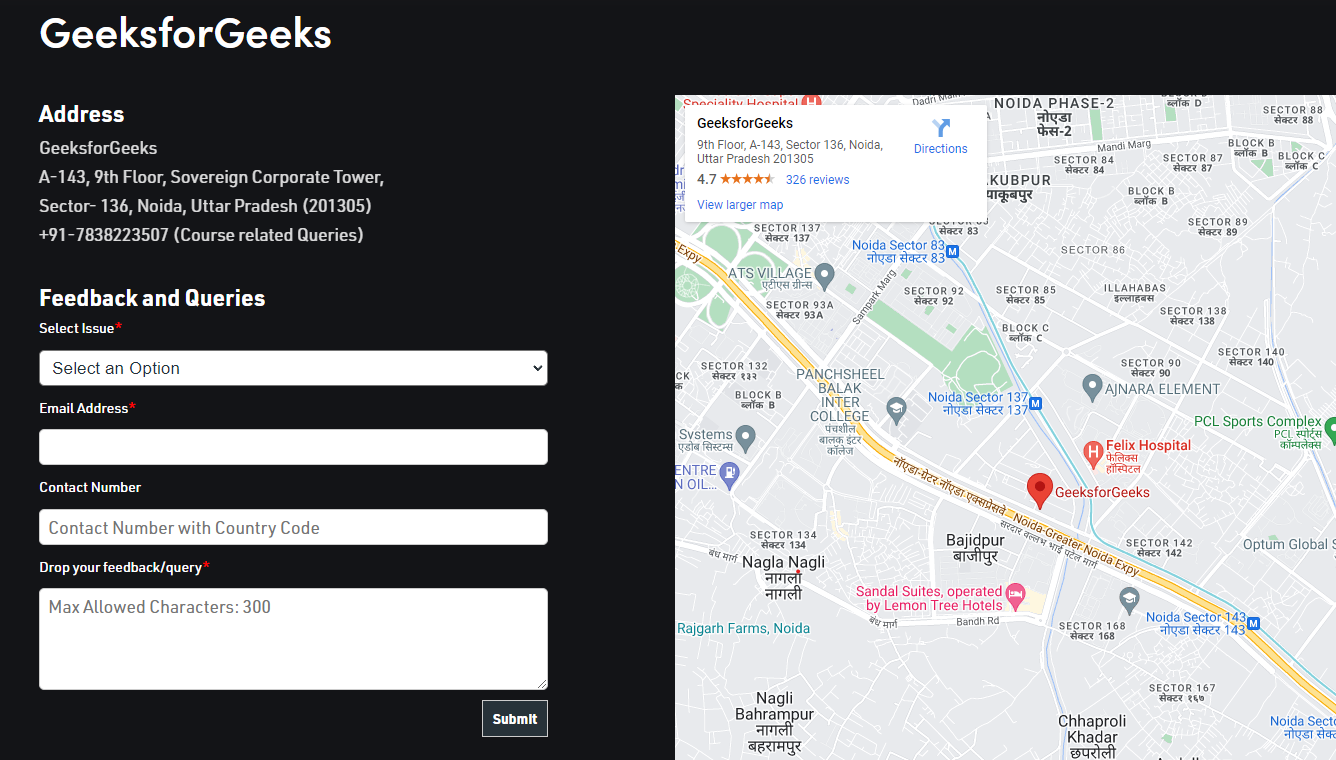 GeeksforGeeks
Address
GeeksforGeeks
A-143, 9th Floor, Sovereign Corporate Tower,
Sector- 136, Noida, Uttar Pradesh (201305)
+91-7838223507 (Course related Queries)
Feedback and Queries
Select Issue*
Select an Option
Email Address*
Contact Number
Contact Number with Country Code
Drop your feedback/query*
Max Allowed Characters: 300
Submit
Speciality Hospital
Dadri Main
NOIDA PHASE-2
नोएडा
फेस-2
ब्लॉक D
SECTOR 88
सेक्टर 88
GeeksforGeeks
9th Floor, A-143, Sector 136, Noida,
Uttar Pradesh 201305
4.7
326 reviews
View larger map
Directions
Mandi Marg
SECTOR 84
सेक्टर 84
SECTOR 87
सेक्टर 87
BLOCK B
ब्लॉक B
BLOCK C
ब्लॉक C
AKUBPUR
याकूबपुर
BLOCK B
ब्लॉक B
SECTOR 83
सेक्टर 83
SECTOR 89
सेक्टर 89
SECTOR 137
सेक्टर 137
Expy
Noida Sector 83
नोएडा सेक्टर 83
M
SECTOR 86
ATS VILLAGE
एटीएस ग्रीन्स
Sampark Marg
SECTOR 92
सेक्टर 92
SECTOR 85
सेक्टर 85
ILLAHABAS
इल्लाहबस
SECTOR 93A
सेक्टर 93A
SECTOR 138
सेक्टर 138
BLOCK C
ब्लॉक C
SECTOR 132
सेक्टर १३२
SECTOR 90
सेक्टर 90
SECTOR 140
सेक्टर 140
CK
क
BLOCK B
ब्लॉक B
PANCHSHEEL
BALAK
INTER
COLLEGE
पंचशील
बालक इंटर
कॉलेज
AJNARA ELEMENT
Noida Sector 137
नोएडा सेक्टर 137
M
PCL Sports Complex
PCL स्पोर्ट्स
कॉम्पलेक्स
Systems
एडोब सिस्टम्स
Felix Hospital
फेलिक्स
हॉस्पिटल
H
ENTRE
N OIL...
नॉएडा-ग्रेटर नॉएडा एक्सप्रेसवे
GeeksforGeeks
Noida-Greater Noida Expy
सरदार वल्लभ भाई पटेल मार्ग
SECTOR 134
सेक्टर 134
Bajidpur
बाजीदपुर
SECTOR 142
सेक्टर 142
Optum Global S
बंध मार्ग
Nagla Nagli
नागली
नागली
Sandal Suites, operated
by Lemon Tree Hotels
Bandh Rd
बंध मार्ग
Rajgarh Farms, Noida
SECTOR 168
सेक्टर 168
Noida Sector 143
नोएडा सेक्टर 143
M
SECTOR 167
सेक्टर १६७
Nagli
Bahrampur
नागली
बहरामपुर
Chhaproli
Khadar
छपरोली
Noida Sec
नोएडा सेक्ट